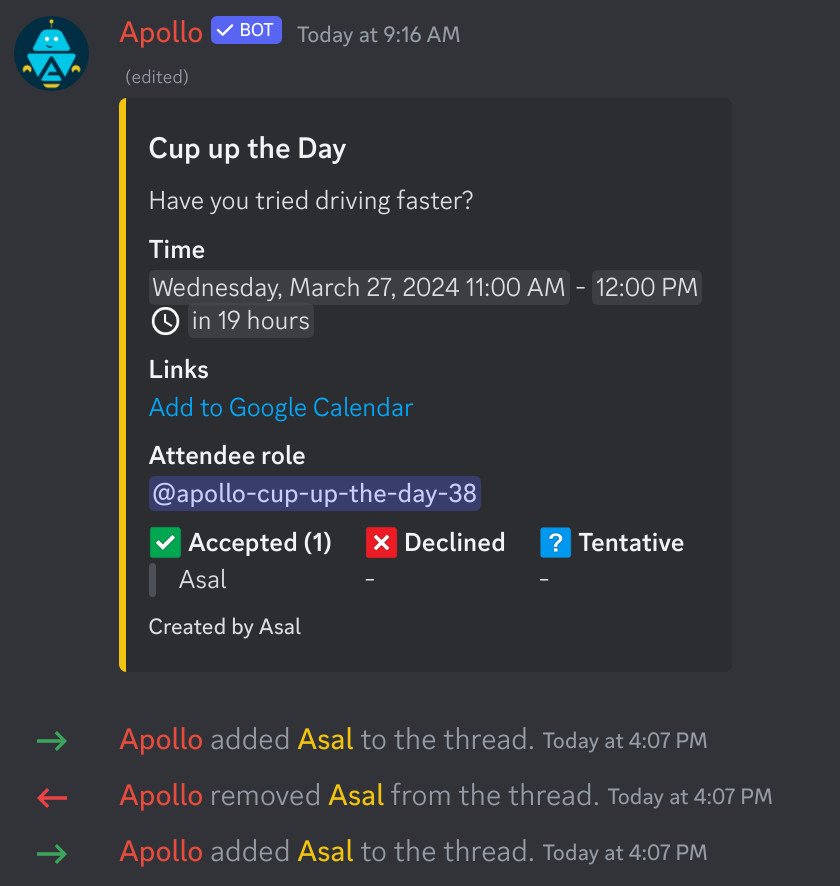 Apollo ✓ BOT Today at 9:16 AM
(edited)
Cup up the Day
Have you tried driving faster?
Time
Wednesday, March 27, 2024 11:00 AM - 12:00 PM
in 19 hours
Links
Add to Google Calendar
Attendee role
@apollo-cup-up-the-day-38
✅ Accepted (1) ❌ Declined ❓ Tentative
Asal - -
Created by Asal
→ Apollo added Asal to the thread. Today at 4:07 PM
← Apollo removed Asal from the thread. Today at 4:07 PM
→ Apollo added Asal to the thread. Today at 4:07 PM